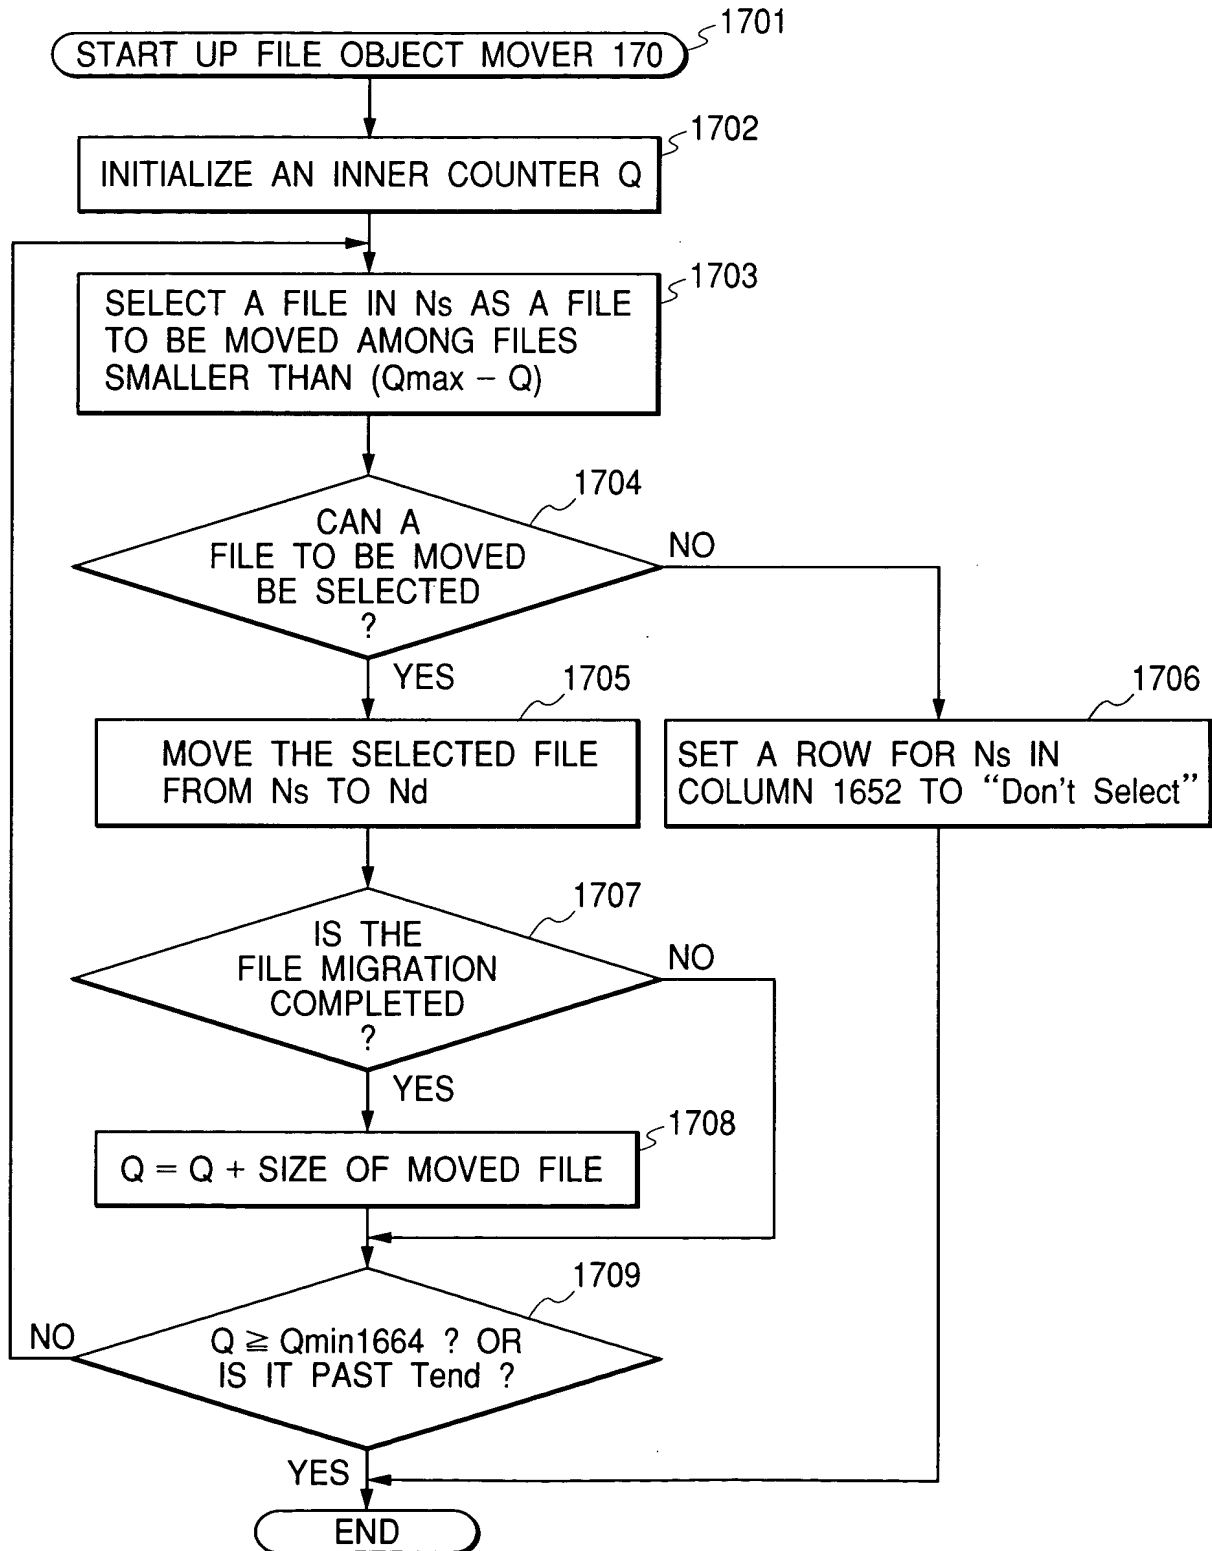 1701
START UP FILE OBJECT MOVER 170
1702
INITIALIZE AN INNER COUNTER Q
1703
SELECT A FILE IN Ns AS A FILE
TO BE MOVED AMONG FILES
SMALLER THAN (Qmax – Q)
1704
CAN A
FILE TO BE MOVED
BE SELECTED
?
NO
YES
1705
MOVE THE SELECTED FILE
FROM Ns TO Nd
1706
SET A ROW FOR Ns IN
COLUMN 1652 TO “Don't Select”
1707
IS THE
FILE MIGRATION
COMPLETED
?
NO
YES
1708
Q = Q + SIZE OF MOVED FILE
1709
Q ≧ Qmin1664 ? OR
IS IT PAST Tend ?
NO
YES
END